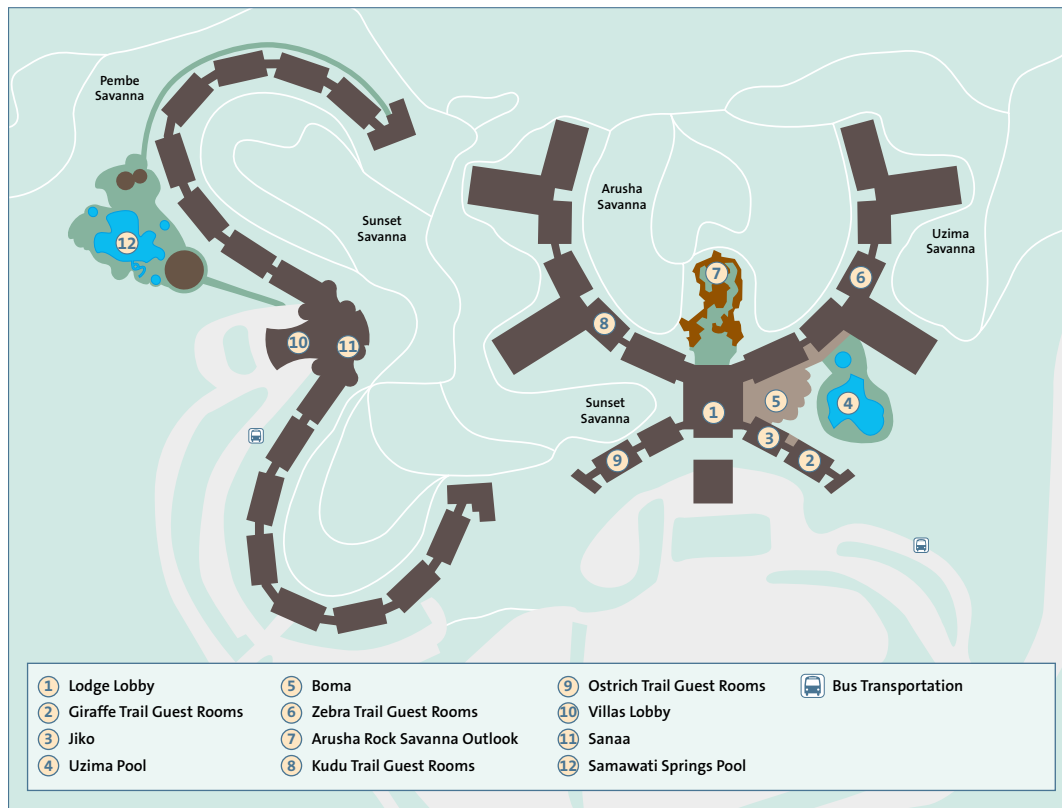 Pembe
Savanna
Sunset
Savanna
Arusha
Savanna
Uzima
Savanna
Sunset
Savanna
12
10
11
7
8
6
1
5
4
3
2
9
1 Lodge Lobby
2 Giraffe Trail Guest Rooms
3 Jiko
4 Uzima Pool
5 Boma
6 Zebra Trail Guest Rooms
7 Arusha Rock Savanna Outlook
8 Kudu Trail Guest Rooms
9 Ostrich Trail Guest Rooms
10 Villas Lobby
11 Sanaa
12 Samawati Springs Pool
Bus Transportation